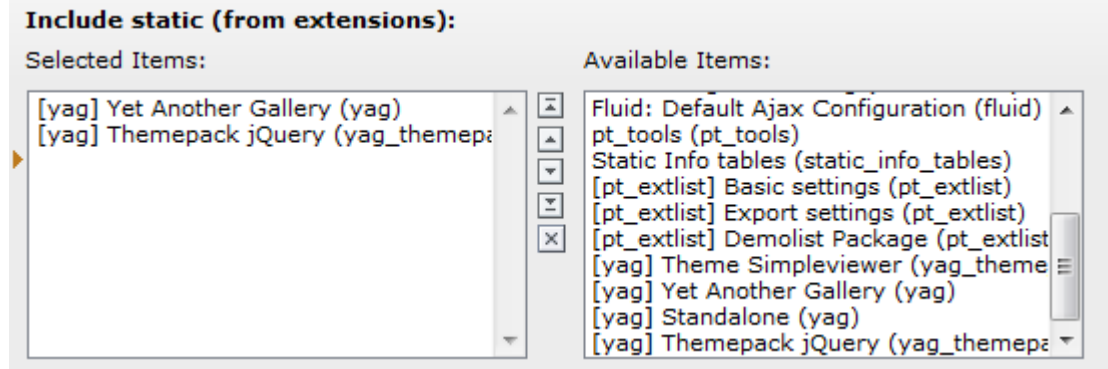 Include static (from extensions):
Selected Items:
[yag] Yet Another Gallery (yag)
[yag] Themepack jQuery (yag_themepa
Available Items:
Fluid: Default Ajax Configuration (fluid)
pt_tools (pt_tools)
Static Info tables (static_info_tables)
[pt_extlist] Basic settings (pt_extlist)
[pt_extlist] Export settings (pt_extlist)
[pt_extlist] Demolist Package (pt_extlist
[yag] Theme Simpleviewer (yag_theme
[yag] Yet Another Gallery (yag)
[yag] Standalone (yag)
[yag] Themepack jQuery (yag_themepa